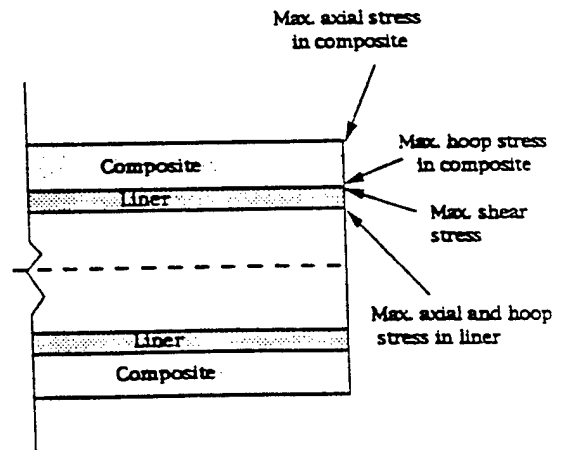 Max. axial stress
in composite
Max. hoop stress
in composite
Composite
Liner
Max. shear
stress
Max. axial and hoop
stress in liner
Liner
Composite